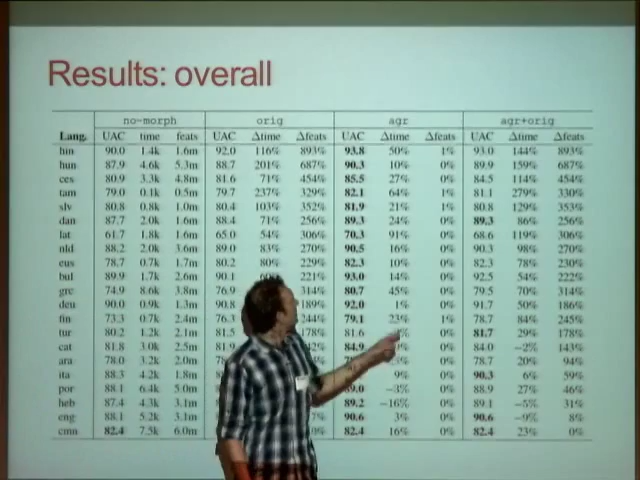 Results: overall
no-morph orig agr agr+orig
Lang. UAC time feats UAC Δtime Δfeats UAC Δtime Δfeats UAC Δtime Δfeats
hin 90.0 1.4k 1.6m 92.0 116% 893% 93.8 50% 1% 93.0 144% 893%
hun 87.9 4.6k 5.3m 88.7 201% 687% 90.3 10% 0% 89.9 159% 687%
ces 80.9 3.3k 4.8m 81.6 71% 454% 85.5 27% 0% 84.5 114% 454%
tam 79.0 0.1k 0.5m 79.7 237% 329% 82.1 64% 1% 81.1 279% 330%
slv 80.8 0.8k 1.0m 80.4 103% 352% 81.9 21% 1% 80.8 129% 353%
dan 87.7 2.0k 1.6m 88.4 71% 256% 89.3 24% 0% 89.3 86% 256%
lat 61.7 1.8k 1.6m 65.0 54% 306% 70.3 91% 0% 68.6 119% 306%
nld 88.2 2.0k 3.6m 89.0 83% 270% 90.5 16% 0% 90.3 98% 270%
eus 78.7 0.7k 1.7m 80.2 80% 229% 82.3 10% 0% 82.3 78% 230%
bul 89.9 1.7k 2.6m 90.1 221% 93.0 14% 0% 92.5 54% 222%
grc 74.9 8.6k 3.8m 76.9 314% 80.7 45% 0% 79.5 70% 314%
deu 90.0 0.9k 1.3m 90.8 189% 92.0 1% 0% 91.7 50% 186%
fin 73.3 0.7k 2.4m 76.3 244% 79.1 23% 1% 78.7 84% 245%
tur 80.2 1.2k 2.1m 81.5 178% 81.6 0% 81.7 29% 178%
cat 83.8 2.6k 2.5m 84.9 0% 84.0 −2% 143%
ara 78.0 3.2k 2.0m 0% 78.7 20% 94%
ita 88.3 4.2k 1.8m 9% 0% 90.3 6% 59%
por 88.1 6.4k 5.0m −3% 0% 88.9 27% 46%
heb 87.4 4.3k 3.1m 89.2 −16% 0% 89.1 −5% 31%
eng 88.1 5.2k 3.1m 90.6 3% 0% 90.6 −9% 8%
cmn 82.4 7.5k 6.0m 82.4 16% 0% 82.4 23% 0%